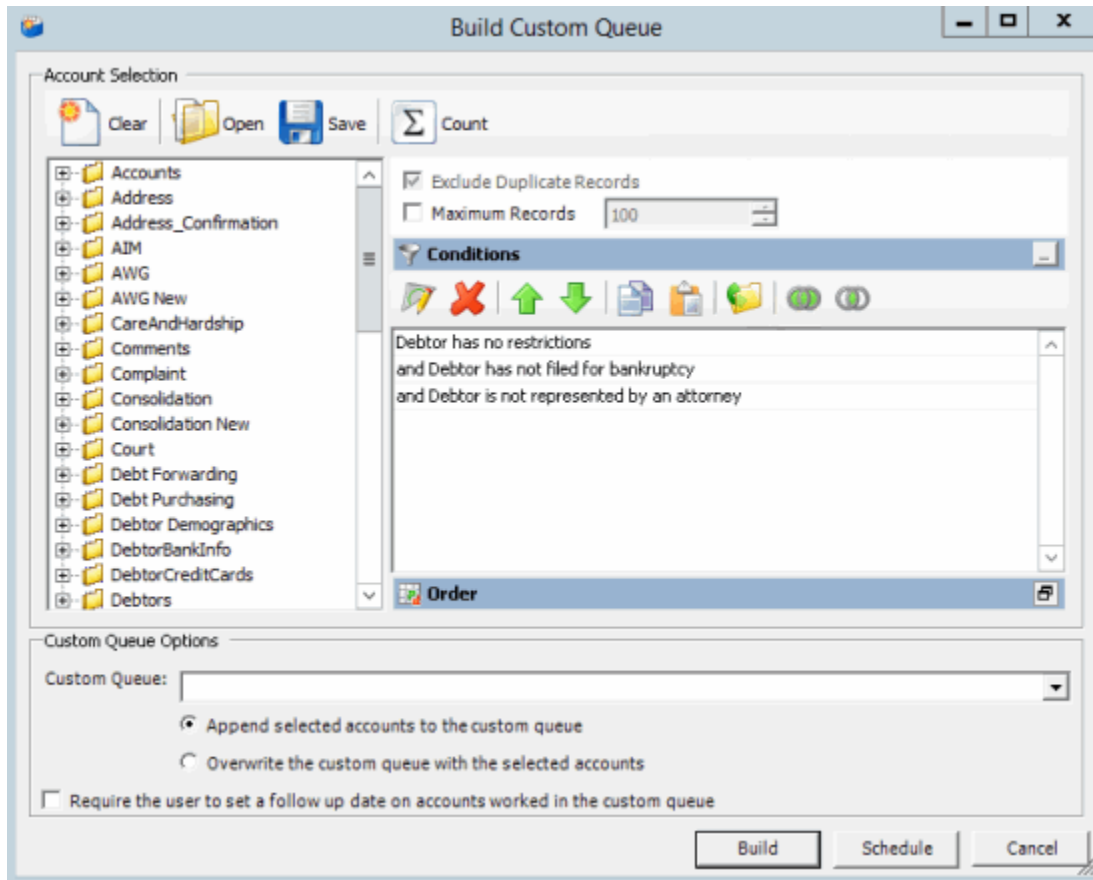 Build Custom Queue
Account Selection
Clear Open Save Σ Count
Accounts
Address
Address_Confirmation
AIM
AWG
AWG New
CareAndHardship
Comments
Complaint
Consolidation
Consolidation New
Court
Debt Forwarding
Debt Purchasing
Debtor Demographics
DebtorBankInfo
DebtorCreditCards
Debtors
Exclude Duplicate Records
Maximum Records 100
Conditions
Debtor has no restrictions
and Debtor has not filed for bankruptcy
and Debtor is not represented by an attorney
Order
Custom Queue Options
Custom Queue:
Append selected accounts to the custom queue
Overwrite the custom queue with the selected accounts
Require the user to set a follow up date on accounts worked in the custom queue
Build Schedule Cancel